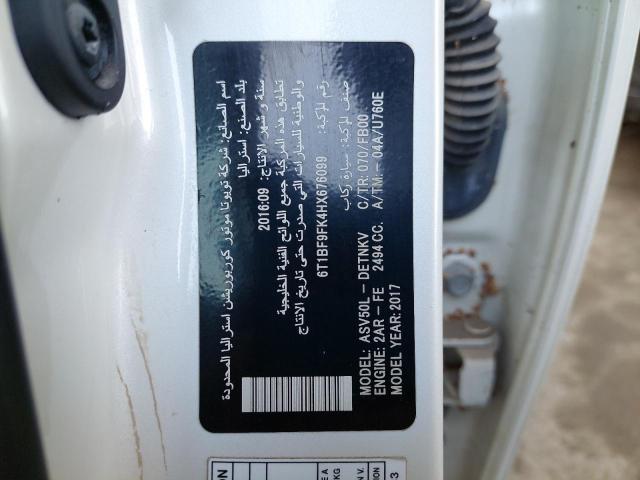 اسم الصانع: شركة تويوتا موتور كوربوريشن استراليا المحدودة
بلد الصنع: استراليا
سنة و شهر الانتاج: 2016:09
تطابق هذه المركبة جميع اللوائح الفنية الخليجية
والوطنية للسيارات التي صدرت حتى تاريخ الانتاج
رقم المركبة: 6T1BF9FK4HX676099
صنف المركبة: سيارة ركاب
MODEL: ASV50L - DETNKV C/TR: 070/FB00
ENGINE: 2AR - FE 2494 CC. A/TM: - 04A/U760E
MODEL YEAR: 2017